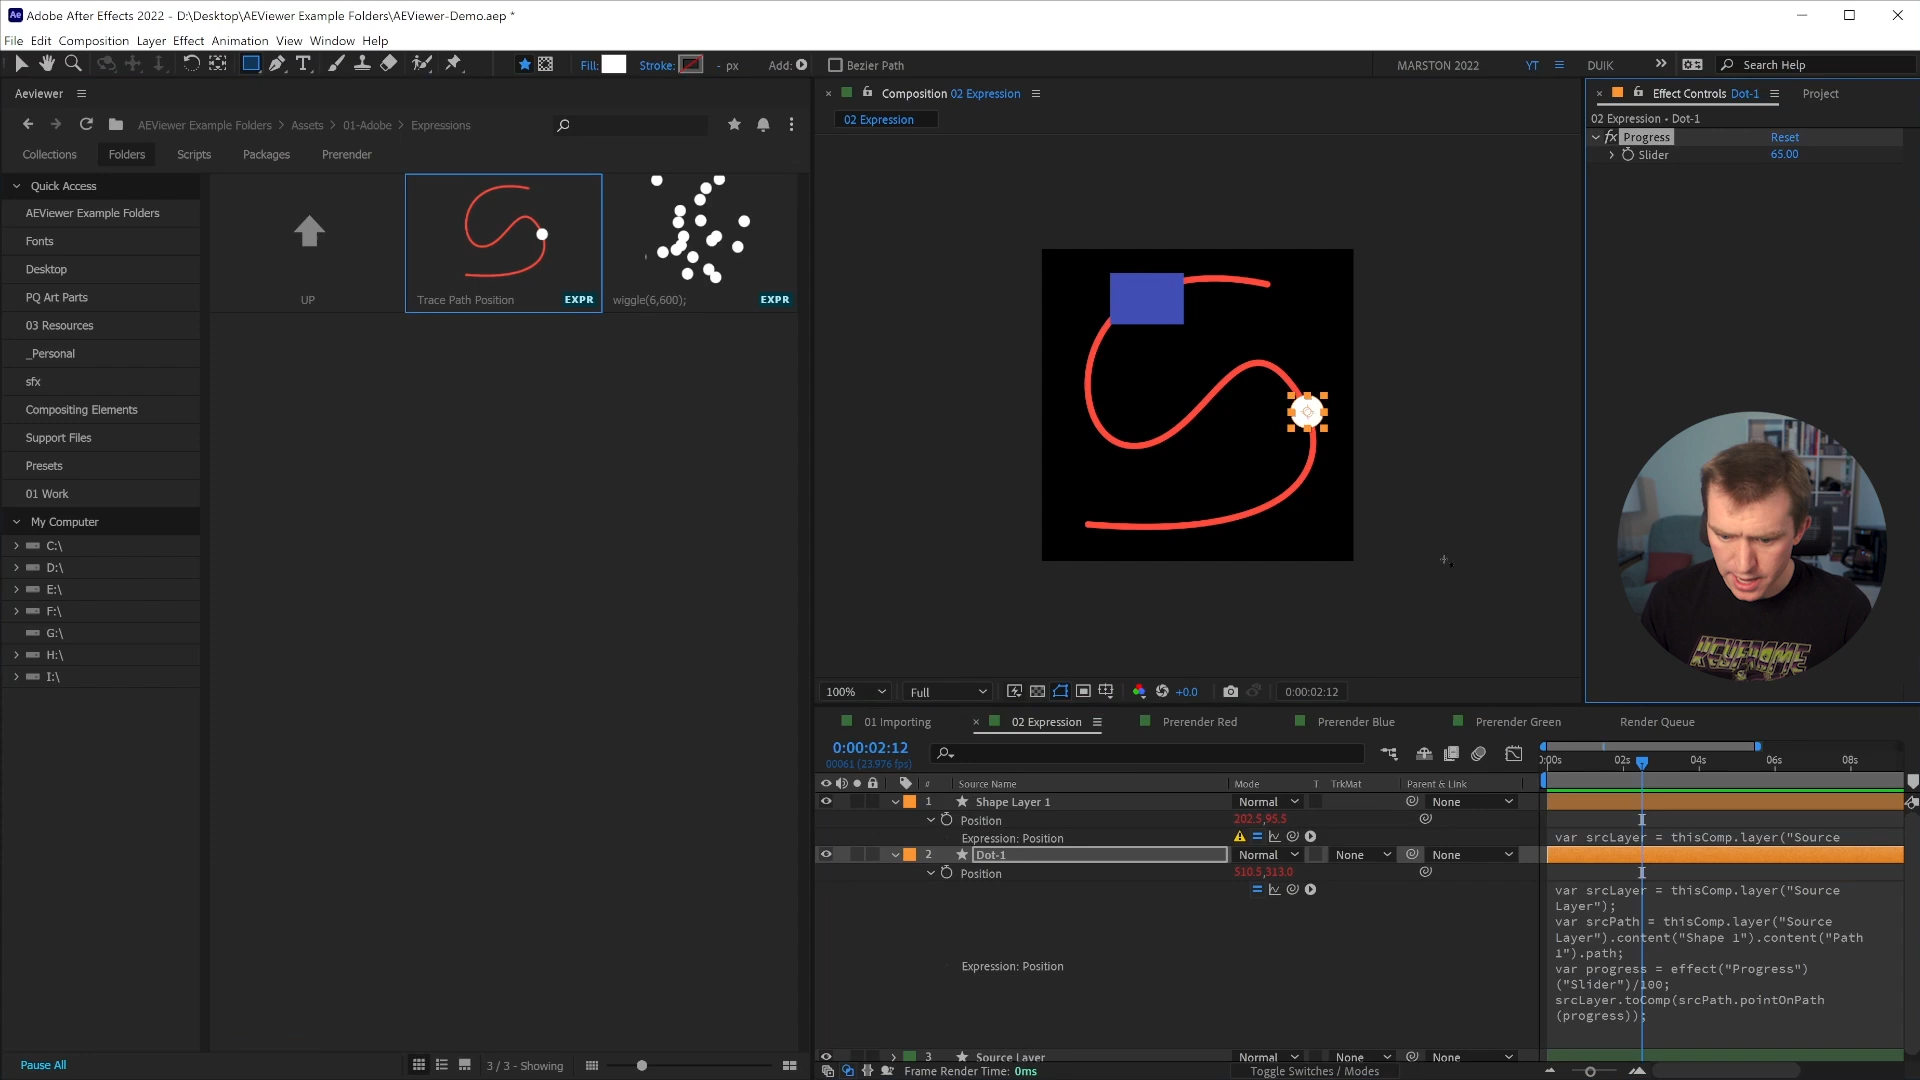 Adobe After Effects 2022 - D:\Desktop\AEViewer Example Folders\AEViewer-Demo.aep *
File Edit Composition Layer Effect Animation View Window Help
Fill: Stroke: - px Add: Bezier Path MARSTON 2022 YT DUIK Search Help
Aeviewer
AEViewer Example Folders > Assets > 01-Adobe > Expressions
Collections Folders Scripts Packages Prerender
Quick Access
AEViewer Example Folders
Fonts
Desktop
PQ Art Parts
03 Resources
_Personal
sfx
Compositing Elements
Support Files
Presets
01 Work
My Computer
C:\
D:\
E:\
F:\
G:\
H:\
I:\
Pause All
UP
Trace Path Position EXPR
wiggle(6,600); EXPR
3 / 3 - Showing
Composition 02 Expression
02 Expression
100% Full +0.0 0:00:02:12
Effect Controls Dot-1 Project
02 Expression • Dot-1
fx Progress Reset
Slider 65.00
KEYFRAME
01 Importing 02 Expression Prerender Red Prerender Blue Prerender Green Render Queue
0:00:02:12
00061 (23.976 fps)
# Source Name Mode T TrkMat Parent & Link
):00s 02s 04s 06s 08s
1 Shape Layer 1 Normal None
Position 202.5,95.5
Expression: Position
var srcLayer = thisComp.layer("Source
2 Dot-1 Normal None None
Position 510.5,313.0
Expression: Position
var srcLayer = thisComp.layer("Source
Layer");
var srcPath = thisComp.layer("Source
Layer").content("Shape 1").content("Path
1").path;
var progress = effect("Progress")
("Slider")/100;
srcLayer.toComp(srcPath.pointOnPath
(progress));
3 Source Layer Normal None None
Frame Render Time: 0ms Toggle Switches / Modes